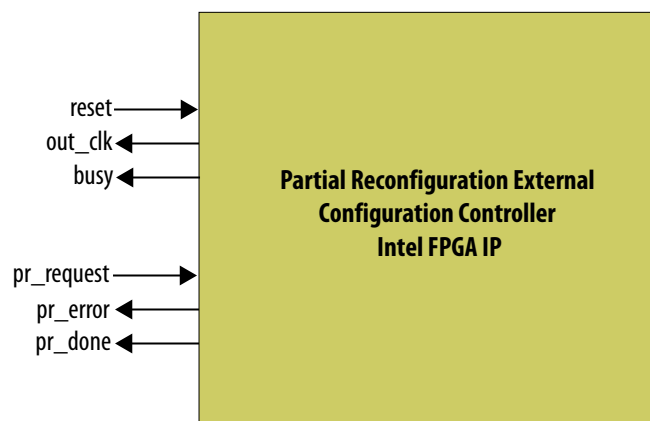 reset
out_clk
busy
pr_request
pr_error
pr_done
Partial Reconfiguration External
Configuration Controller
Intel FPGA IP